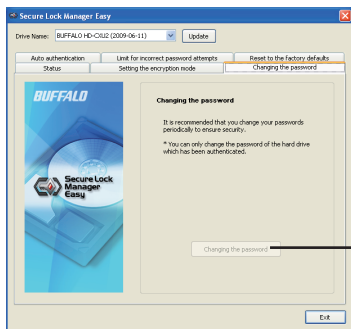 Secure Lock Manager Easy
Drive Name: BUFFALO HD-CXU2 (2009-06-11) Update
Auto authentication Limit for incorrect password attempts Reset to the factory defaults
Status Setting the encryption mode Changing the password
BUFFALO
Secure Lock
Manager
Easy
Changing the password
It is recommended that you change your passwords
periodically to ensure security.
* You can only change the password of the hard drive
which has been authenticated.
Changing the password
Exit